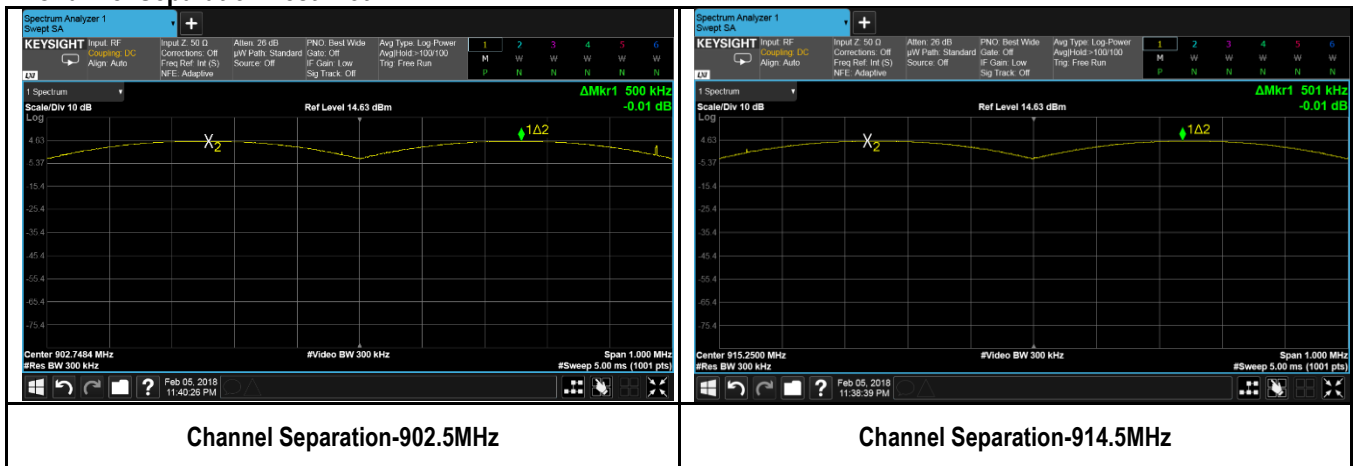 Spectrum Analyzer 1
Swept SA
+
KEYSIGHT Input: RF
Coupling: DC
Align: Auto
Input Z: 50 Ω
Corrections: Off
Freq Ref: Int (S)
NFE: Adaptive
Atten: 26 dB
µW Path: Standard
Source: Off
PNO: Best Wide
Gate: Off
IF Gain: Low
Sig Track: Off
Avg Type: Log-Power
Avg|Hold:>100/100
Trig: Free Run
1 2 3 4 5 6
M W W W W W
P N N N N N
LXI
1 Spectrum
ΔMkr1 500 kHz
Scale/Div 10 dB
Ref Level 14.63 dBm
-0.01 dB
Log
1Δ2
4.63
X2
-5.37
-15.4
-25.4
-35.4
-45.4
-55.4
-65.4
-75.4
Center 902.7484 MHz
#Video BW 300 kHz
Span 1.000 MHz
#Res BW 300 kHz
#Sweep 5.00 ms (1001 pts)
?
Feb 05, 2018
11:40:26 PM
Channel Separation-902.5MHz
Spectrum Analyzer 1
Swept SA
+
KEYSIGHT Input: RF
Coupling: DC
Align: Auto
Input Z: 50 Ω
Corrections: Off
Freq Ref: Int (S)
NFE: Adaptive
Atten: 26 dB
µW Path: Standard
Source: Off
PNO: Best Wide
Gate: Off
IF Gain: Low
Sig Track: Off
Avg Type: Log-Power
Avg|Hold:>100/100
Trig: Free Run
1 2 3 4 5 6
M W W W W W
P N N N N N
LXI
1 Spectrum
ΔMkr1 501 kHz
Scale/Div 10 dB
Ref Level 14.63 dBm
-0.01 dB
Log
1Δ2
4.63
X2
-5.37
-15.4
-25.4
-35.4
-45.4
-55.4
-65.4
-75.4
Center 915.2500 MHz
#Video BW 300 kHz
Span 1.000 MHz
#Res BW 300 kHz
#Sweep 5.00 ms (1001 pts)
?
Feb 05, 2018
11:38:39 PM
Channel Separation-914.5MHz